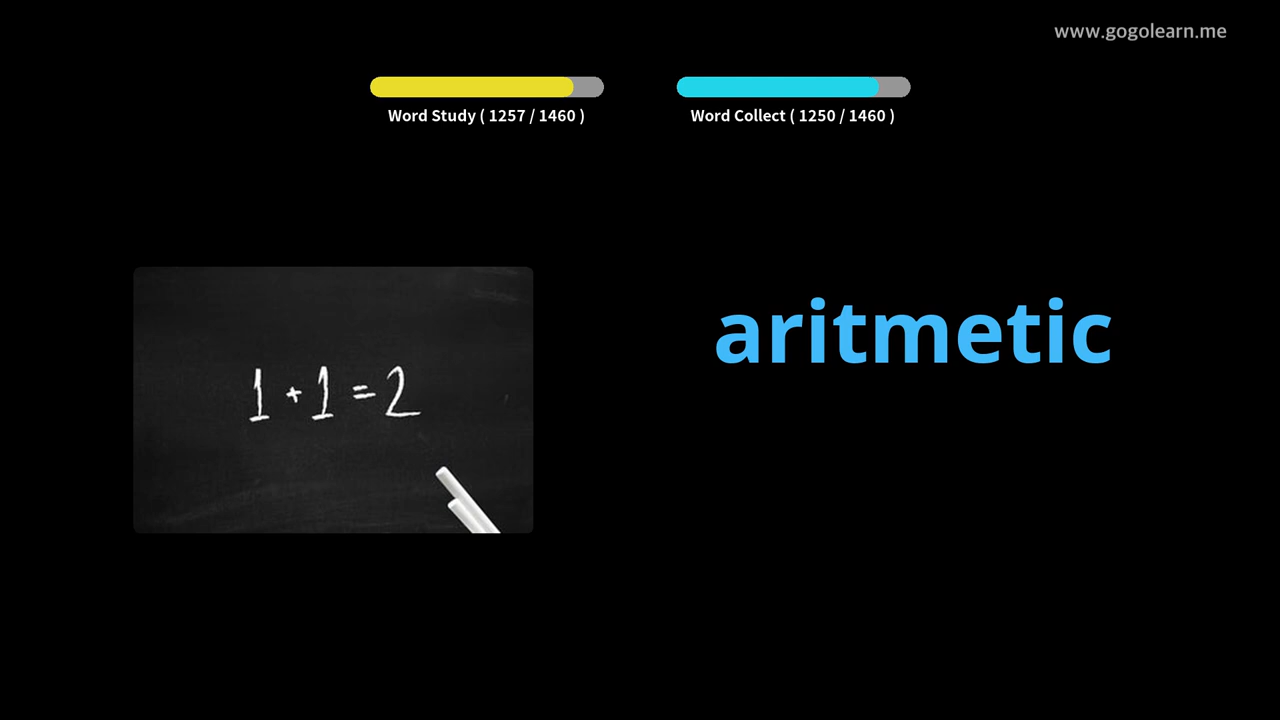 www.gogolearn.me
Word Study ( 1257 / 1460 )
Word Collect ( 1250 / 1460 )
aritmetic
1 + 1 = 2